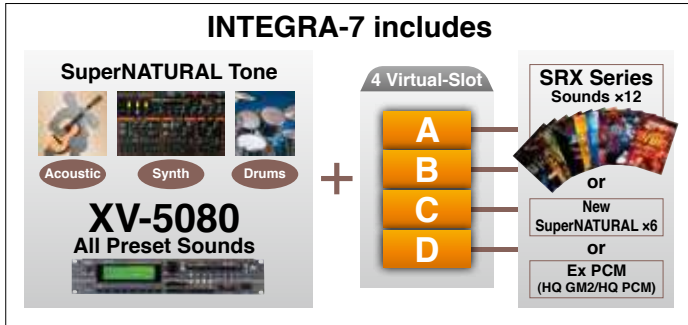 INTEGRA-7 includes
SuperNATURAL Tone
Acoustic
Synth
Drums
XV-5080
All Preset Sounds
+
4 Virtual-Slot
A
B
C
D
SRX Series
Sounds ×12
or
New
SuperNATURAL ×6
or
Ex PCM
(HQ GM2/HQ PCM)